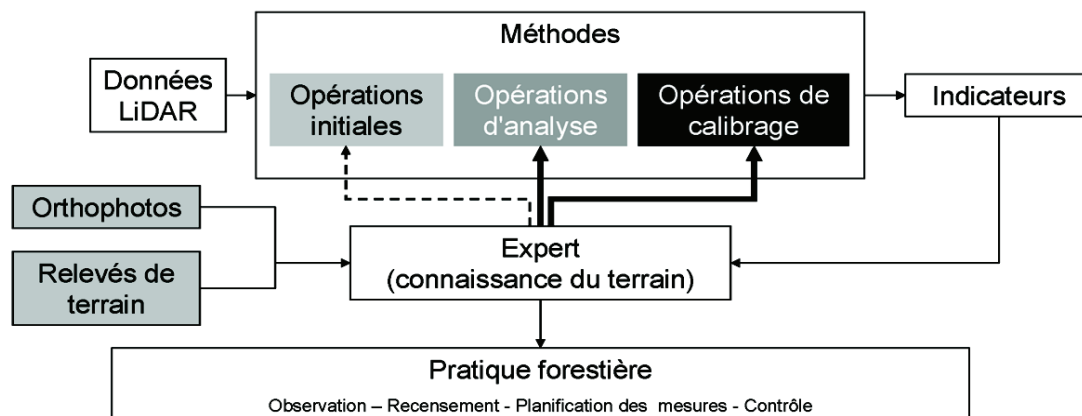 Méthodes
Données
LiDAR
Opérations
initiales
Opérations
d'analyse
Opérations de
calibrage
Indicateurs
Orthophotos
Relevés de
terrain
Expert
(connaissance du terrain)
Pratique forestière
Observation – Recensement - Planification des mesures - Contrôle